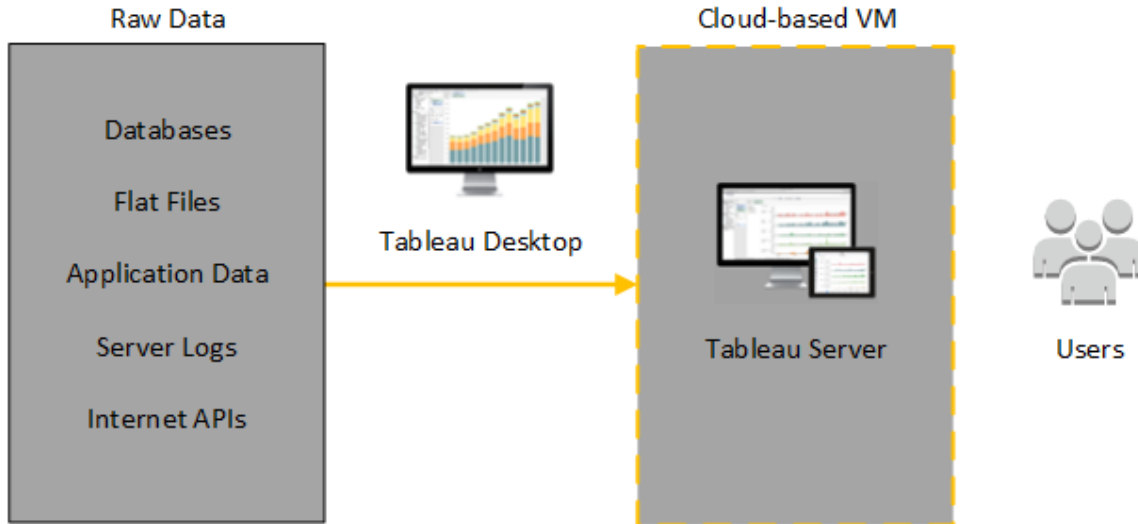 Raw Data
Databases
Flat Files
Application Data
Server Logs
Internet APIs
Tableau Desktop
Cloud-based VM
Tableau Server
Users